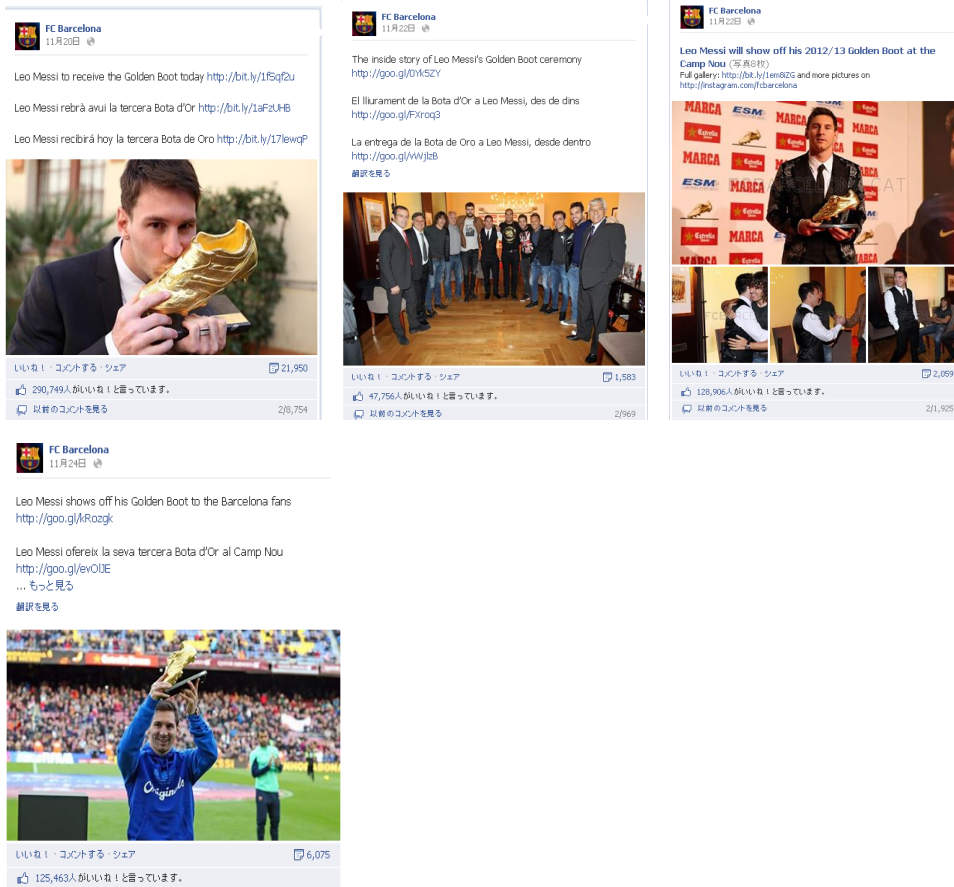 FC Barcelona
11月20日
Leo Messi to receive the Golden Boot today http://bit.ly/1f5qf2u
Leo Messi rebrà avui la tercera Bota d'Or http://bit.ly/1aFzUHB
Leo Messi recibirá hoy la tercera Bota de Oro http://bit.ly/17lewqP
いいね！ · コメントする · シェア
21,950
290,749人がいいね！と言っています。
以前のコメントを見る
2/8,754
FC Barcelona
11月22日
The inside story of Leo Messi's Golden Boot ceremony
http://goo.gl/0Yk5ZY
El lliurament de la Bota d'Or a Leo Messi, des de dins
http://goo.gl/FXroq3
La entrega de la Bota de Oro a Leo Messi, desde dentro
http://goo.gl/vWjlzB
翻訳を見る
いいね！ · コメントする · シェア
1,583
47,756人がいいね！と言っています。
以前のコメントを見る
2/969
FC Barcelona
11月22日
Leo Messi will show off his 2012/13 Golden Boot at the
Camp Nou (写真8枚)
Full gallery: http://bit.ly/1em8iZG and more pictures on
http://instagram.com/fcbarcelona
MARCA
ESM
Estrella
MARCA
ESM
MARCA
Estrella
MARCA
Estrella
いいね！ · コメントする · シェア
2,059
128,906人がいいね！と言っています。
以前のコメントを見る
2/1,925
FC Barcelona
11月24日
Leo Messi shows off his Golden Boot to the Barcelona fans
http://goo.gl/kRozgk
Leo Messi ofereix la seva tercera Bota d'Or al Camp Nou
http://goo.gl/evOlJE
... もっと見る
翻訳を見る
Originals
いいね！ · コメントする · シェア
6,075
125,463人がいいね！と言っています。